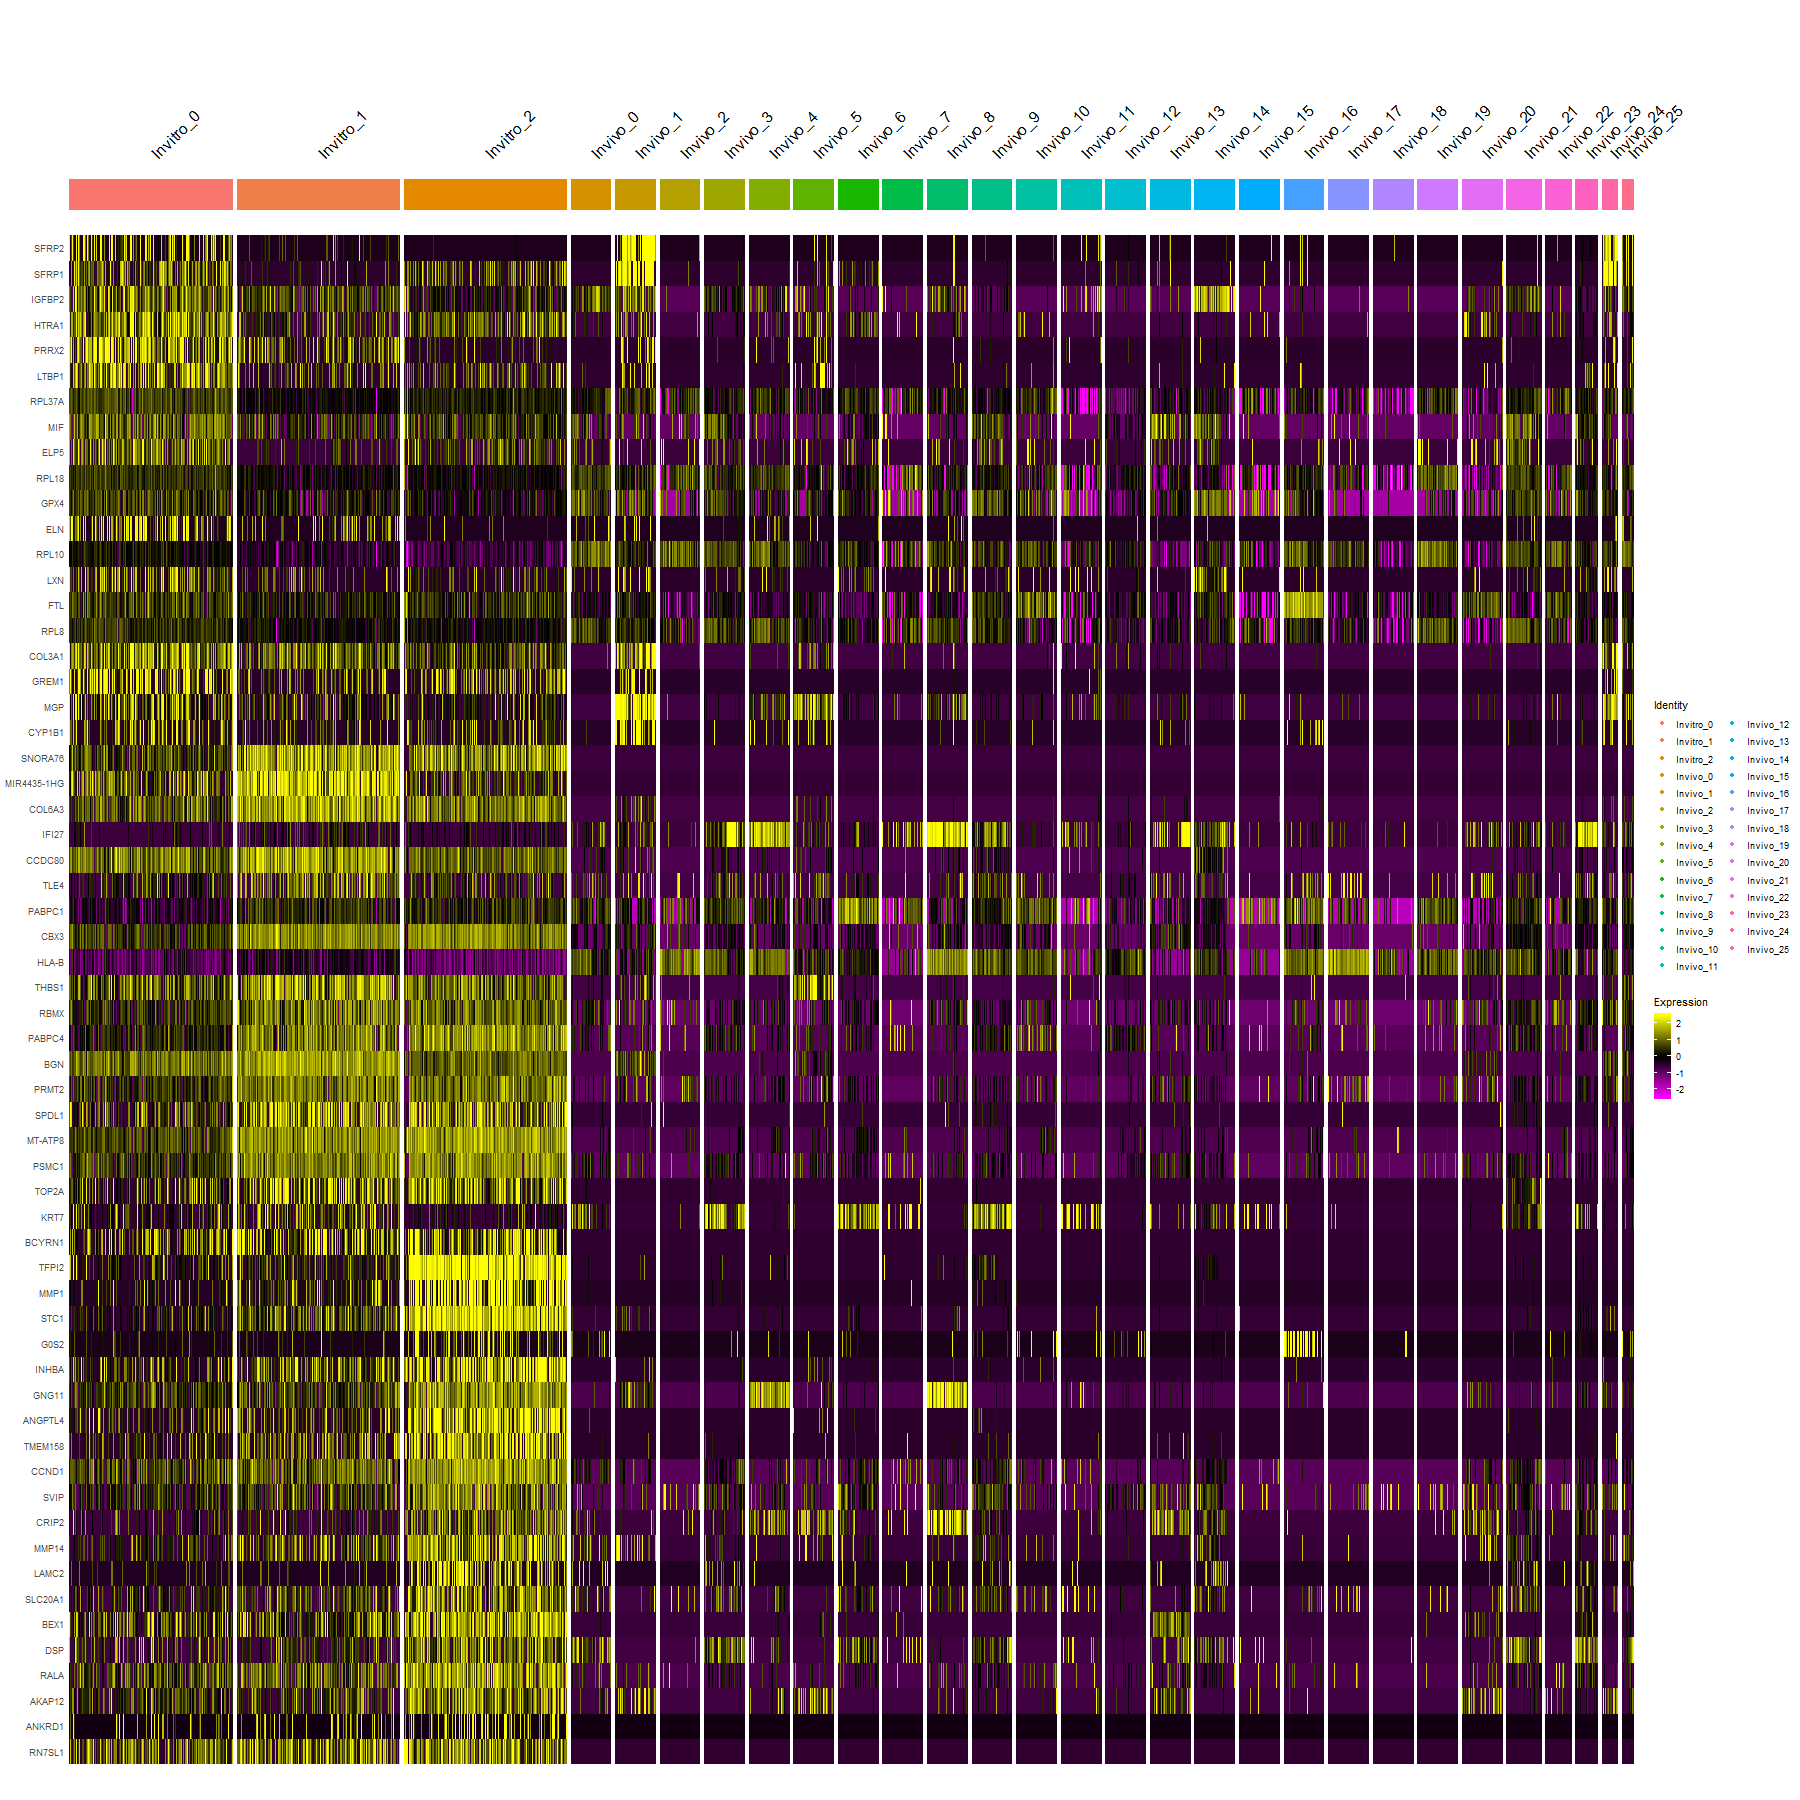 Invitro_0
Invitro_1
Invitro_2
Invivo_0
Invivo_1
Invivo_2
Invivo_3
Invivo_4
Invivo_5
Invivo_6
Invivo_7
Invivo_8
Invivo_9
Invivo_10
Invivo_11
Invivo_12
Invivo_13
Invivo_14
Invivo_15
Invivo_16
Invivo_17
Invivo_18
Invivo_19
Invivo_20
Invivo_21
Invivo_22
Invivo_23
Invivo_24
Invivo_25
SFRP2
SFRP1
IGFBP2
HTRA1
PRRX2
LTBP1
RPL37A
MIF
ELP5
RPL18
GPX4
ELN
RPL10
LXN
FTL
RPL8
COL3A1
GREM1
MGP
CYP1B1
SNORA76
MIR4435-1HG
COL6A3
IFI27
CCDC80
TLE4
PABPC1
CBX3
HLA-B
THBS1
RBMX
PABPC4
BGN
PRMT2
SPDL1
MT-ATP8
PSMC1
TOP2A
KRT7
BCYRN1
TFPI2
MMP1
STC1
G0S2
INHBA
GNG11
ANGPTL4
TMEM158
CCND1
SVIP
CRIP2
MMP14
LAMC2
SLC20A1
BEX1
DSP
RALA
AKAP12
ANKRD1
RN7SL1
Identity
Invitro_0
Invitro_1
Invitro_2
Invivo_0
Invivo_1
Invivo_2
Invivo_3
Invivo_4
Invivo_5
Invivo_6
Invivo_7
Invivo_8
Invivo_9
Invivo_10
Invivo_11
Invivo_12
Invivo_13
Invivo_14
Invivo_15
Invivo_16
Invivo_17
Invivo_18
Invivo_19
Invivo_20
Invivo_21
Invivo_22
Invivo_23
Invivo_24
Invivo_25
Expression
2
1
0
-1
-2